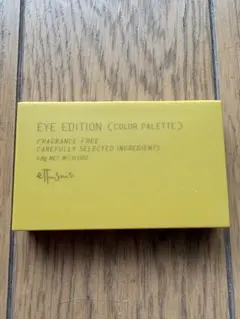 EYE EDITION (COLOR PALETTE)
FRAGRANCE FREE
CAREFULLY SELECTED INGREDIENTS
ettusais